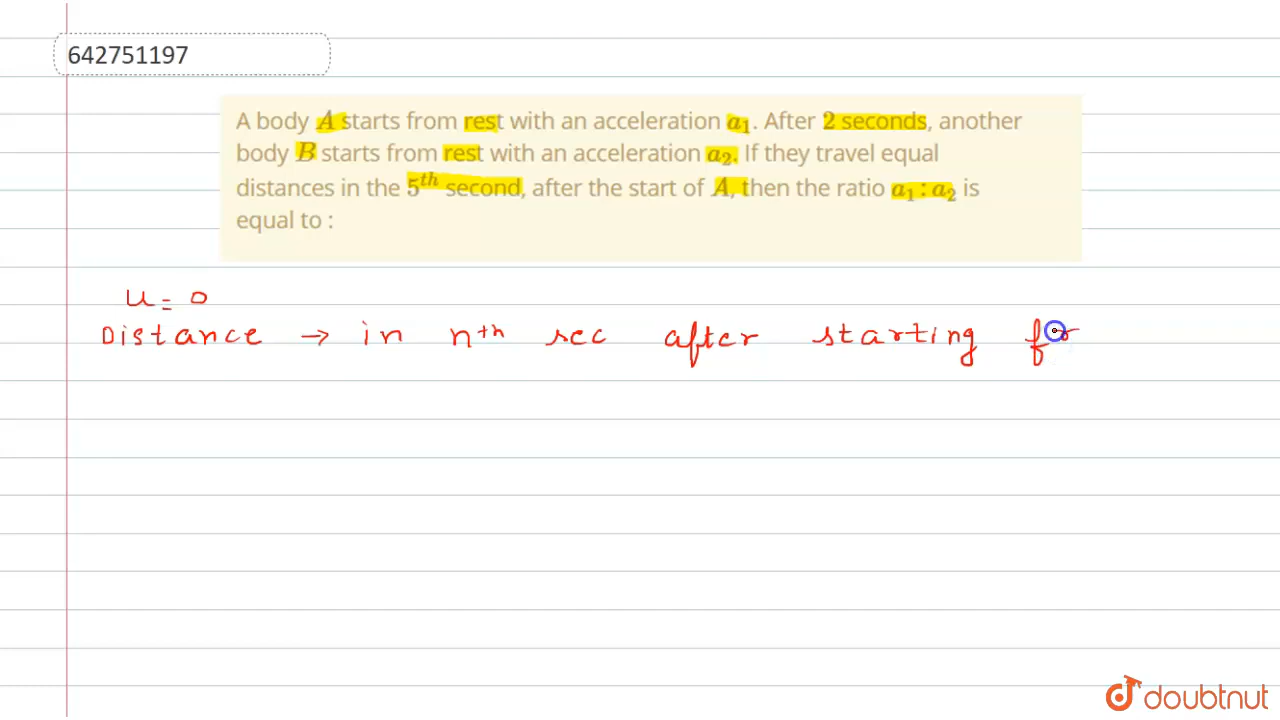 642751197
A body A starts from rest with an acceleration a₁. After 2 seconds, another
body B starts from rest with an acceleration a₂. If they travel equal
distances in the 5ᵗʰ second, after the start of A, then the ratio a₁ : a₂ is
equal to :
u = 0
Distance → in nᵗʰ sec after starting fr
doubtnut